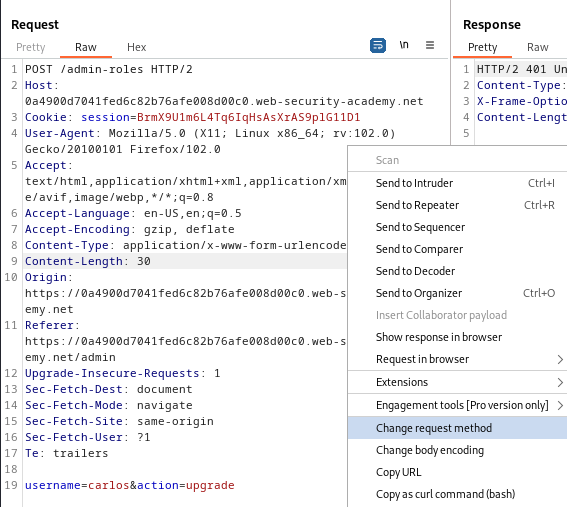 Request
Pretty Raw Hex
\n
1 POST /admin-roles HTTP/2
2 Host:
0a4900d7041fed6c82b76afe008d00c0.web-security-academy.net
3 Cookie: session=BrmX9U1m6L4Tq6IqHsAsXrAS9plG11D1
4 User-Agent: Mozilla/5.0 (X11; Linux x86_64; rv:102.0)
Gecko/20100101 Firefox/102.0
5 Accept:
text/html,application/xhtml+xml,application/xm
e/avif,image/webp,*/*;q=0.8
6 Accept-Language: en-US,en;q=0.5
7 Accept-Encoding: gzip, deflate
8 Content-Type: application/x-www-form-urlencode
9 Content-Length: 30
10 Origin:
https://0a4900d7041fed6c82b76afe008d00c0.web-s
emy.net
11 Referer:
https://0a4900d7041fed6c82b76afe008d00c0.web-s
emy.net/admin
12 Upgrade-Insecure-Requests: 1
13 Sec-Fetch-Dest: document
14 Sec-Fetch-Mode: navigate
15 Sec-Fetch-Site: same-origin
16 Sec-Fetch-User: ?1
17 Te: trailers
18
19 username=carlos&action=upgrade
Response
Pretty Raw
1 HTTP/2 401 Un
2 Content-Type:
3 X-Frame-Optio
4 Content-Lengt
5
Scan
Send to Intruder Ctrl+I
Send to Repeater Ctrl+R
Send to Sequencer
Send to Comparer
Send to Decoder
Send to Organizer Ctrl+O
Insert Collaborator payload
Show response in browser
Request in browser
Extensions
Engagement tools [Pro version only]
Change request method
Change body encoding
Copy URL
Copy as curl command (bash)